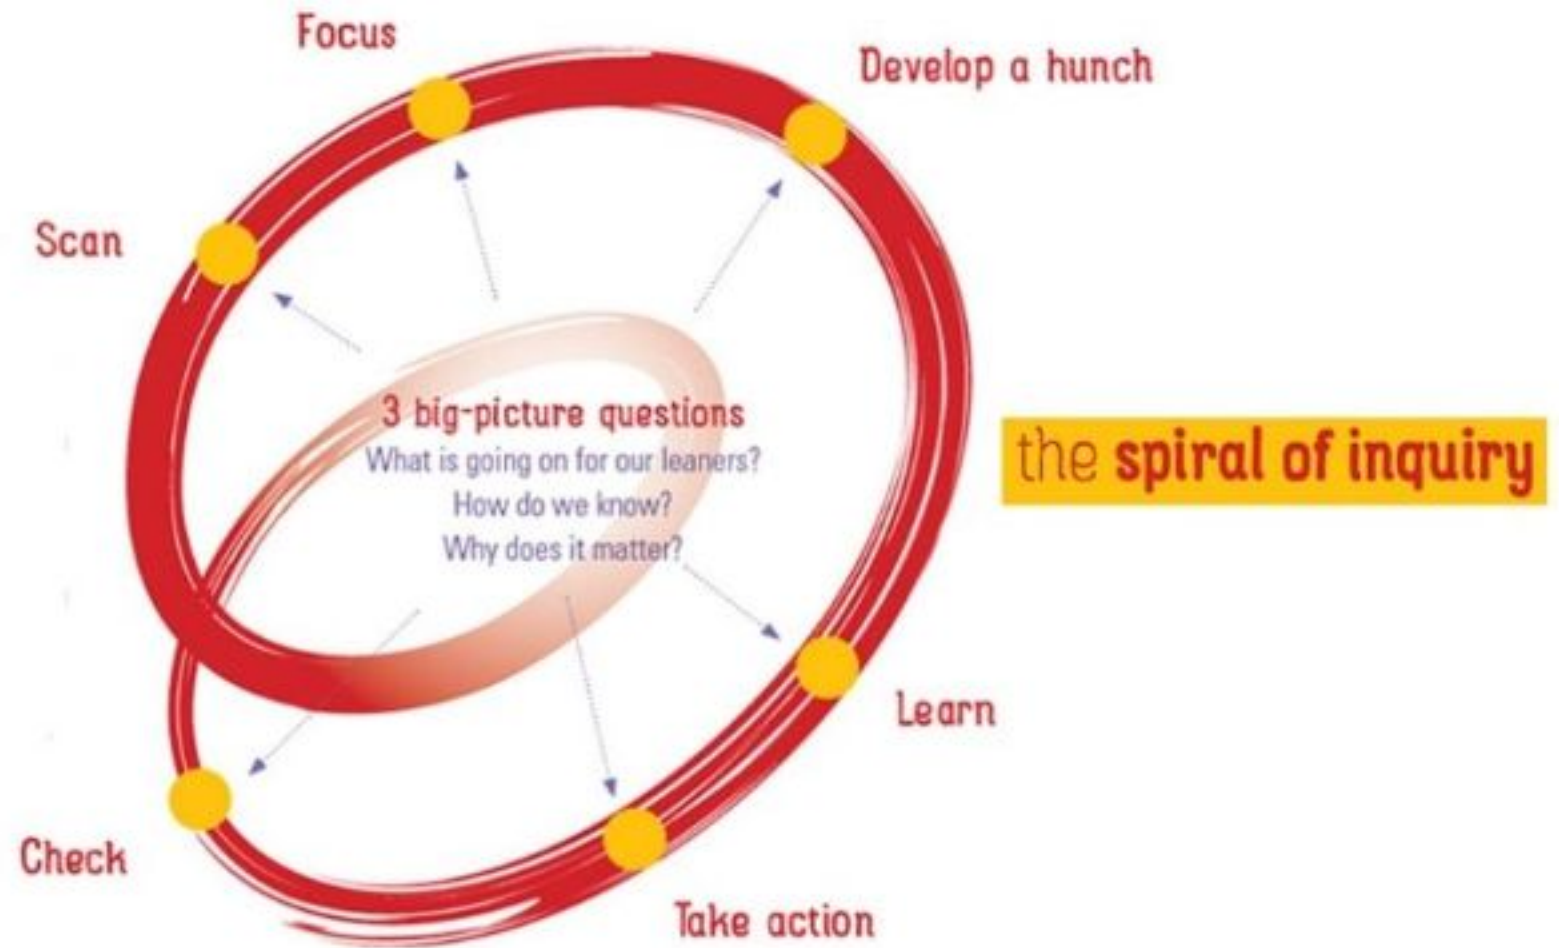 Focus
Develop a hunch
Scan
3 big-picture questions
What is going on for our leaners?
How do we know?
Why does it matter?
the spiral of inquiry
Learn
Check
Take action